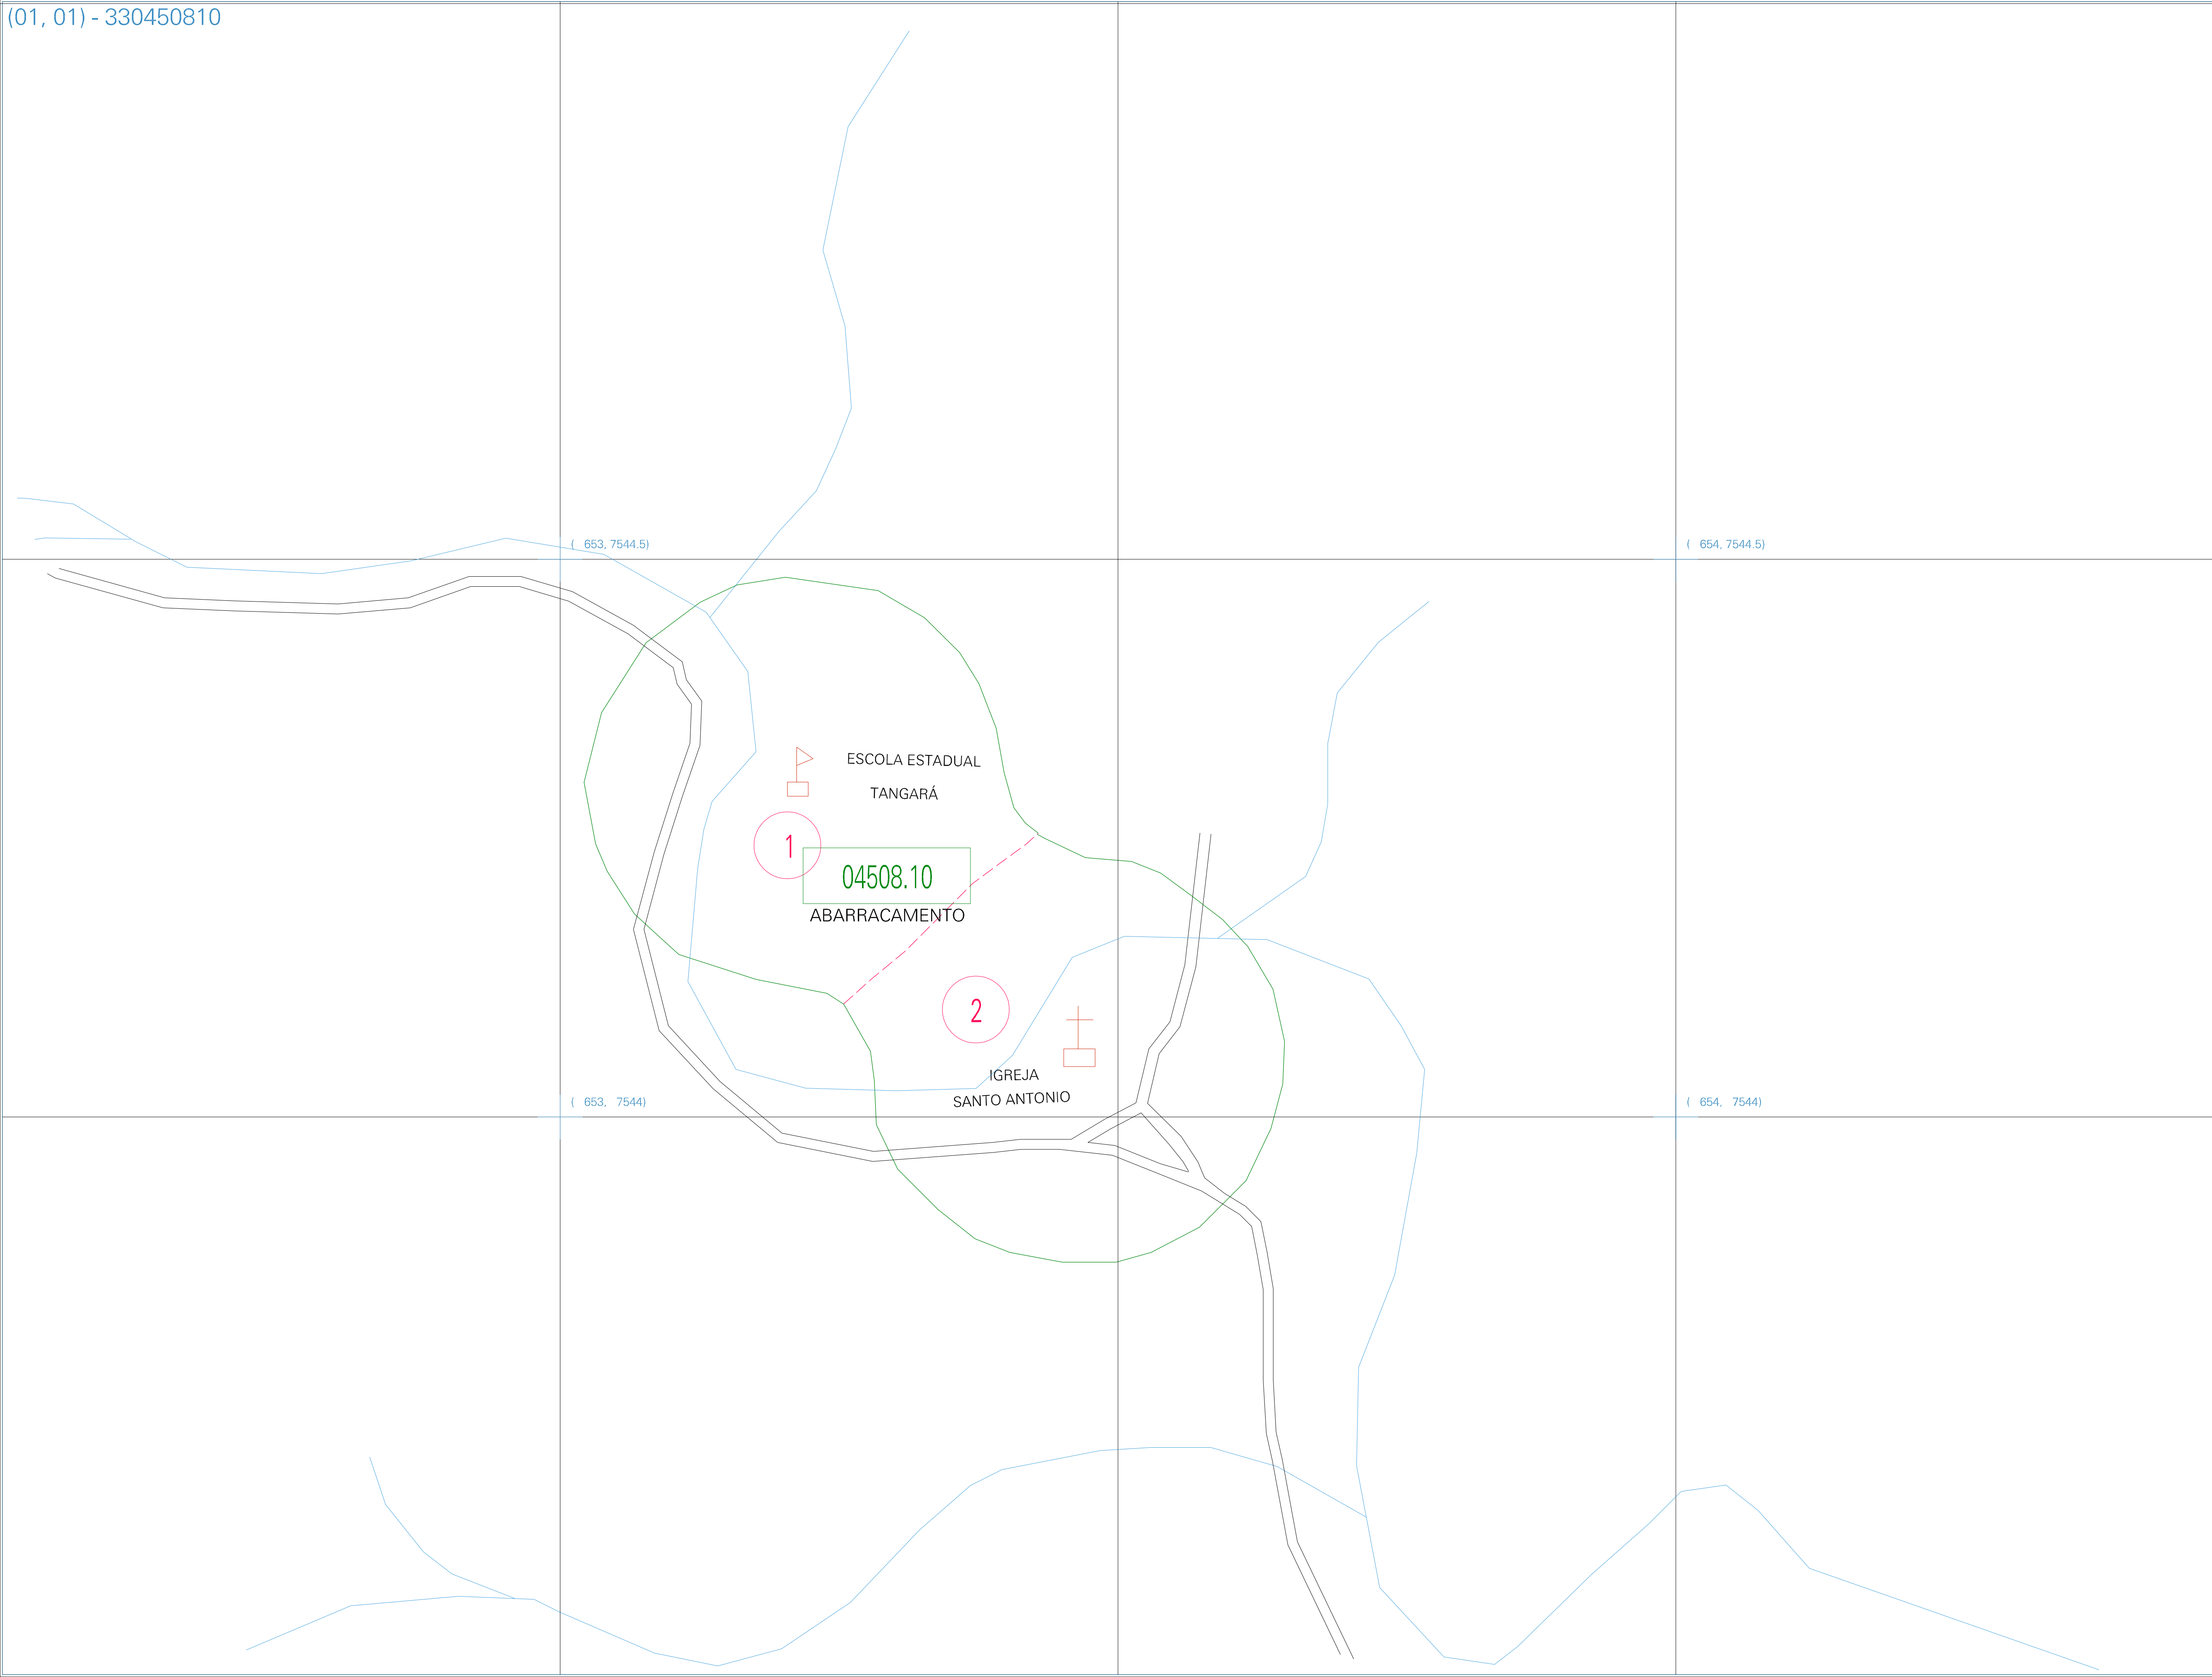 (01, 01) - 330450810
( 653, 7544.5)
( 654, 7544.5)
ESCOLA ESTADUAL
TANGARÁ
1
04508.10
ABARRACAMENTO
2
IGREJA
SANTO ANTONIO
( 653, 7544)
( 654, 7544)